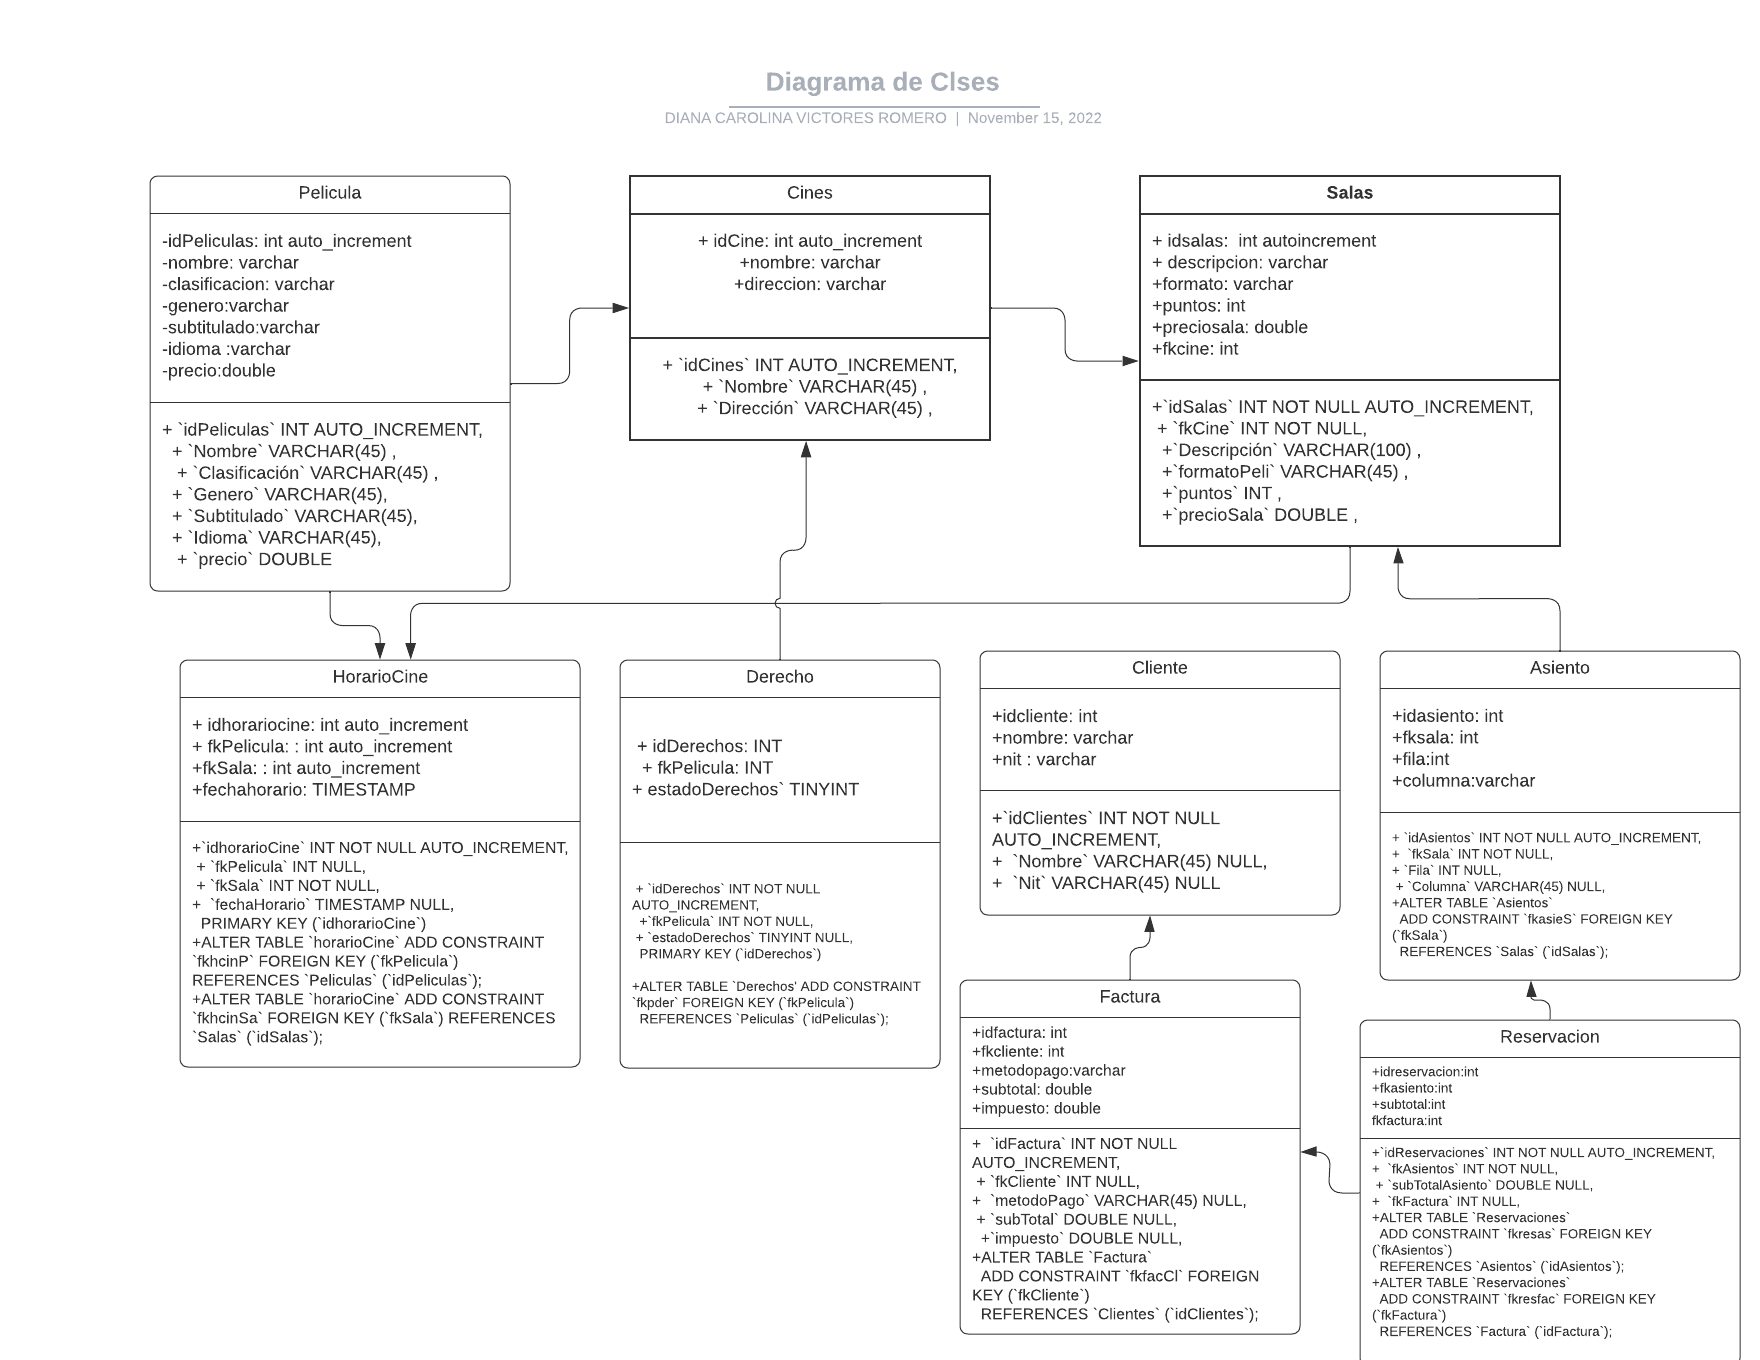 Diagrama de Clses
DIANA CAROLINA VICTORES ROMERO | November 15, 2022
Pelicula
-idPeliculas: int auto_increment
-nombre: varchar
-clasificacion: varchar
-genero:varchar
-subtitulado:varchar
-idioma :varchar
-precio:double
+ `idPeliculas` INT AUTO_INCREMENT,
+ `Nombre` VARCHAR(45) ,
+ `Clasificación` VARCHAR(45) ,
+ `Genero` VARCHAR(45),
+ `Subtitulado` VARCHAR(45),
+ `Idioma` VARCHAR(45),
+ `precio` DOUBLE
Cines
+ idCine: int auto_increment
+nombre: varchar
+direccion: varchar
+ `idCines` INT AUTO_INCREMENT,
+ `Nombre` VARCHAR(45) ,
+ `Dirección` VARCHAR(45) ,
Salas
+ idsalas:  int autoincrement
+ descripcion: varchar
+formato: varchar
+puntos: int
+preciosala: double
+fkcine: int
+`idSalas` INT NOT NULL AUTO_INCREMENT,
+ `fkCine` INT NOT NULL,
+`Descripción` VARCHAR(100) ,
+`formatoPeli` VARCHAR(45) ,
+`puntos` INT ,
+`precioSala` DOUBLE ,
HorarioCine
+ idhorariocine: int auto_increment
+ fkPelicula: : int auto_increment
+fkSala: : int auto_increment
+fechahorario: TIMESTAMP
+`idhorarioCine` INT NOT NULL AUTO_INCREMENT,
+ `fkPelicula` INT NULL,
+ `fkSala` INT NOT NULL,
+  `fechaHorario` TIMESTAMP NULL,
PRIMARY KEY (`idhorarioCine`)
+ALTER TABLE `horarioCine` ADD CONSTRAINT
`fkhcinP` FOREIGN KEY (`fkPelicula`)
REFERENCES `Peliculas` (`idPeliculas`);
+ALTER TABLE `horarioCine` ADD CONSTRAINT
`fkhcinSa` FOREIGN KEY (`fkSala`) REFERENCES
`Salas` (`idSalas`);
Derecho
+ idDerechos: INT
+ fkPelicula: INT
+ estadoDerechos` TINYINT
+ `idDerechos` INT NOT NULL
AUTO_INCREMENT,
+`fkPelicula` INT NOT NULL,
+ `estadoDerechos` TINYINT NULL,
PRIMARY KEY (`idDerechos`)
+ALTER TABLE `Derechos' ADD CONSTRAINT
`fkpder` FOREIGN KEY (`fkPelicula`)
REFERENCES `Peliculas` (`idPeliculas`);
Cliente
+idcliente: int
+nombre: varchar
+nit : varchar
+`idClientes` INT NOT NULL
AUTO_INCREMENT,
+  `Nombre` VARCHAR(45) NULL,
+  `Nit` VARCHAR(45) NULL
Asiento
+idasiento: int
+fksala: int
+fila:int
+columna:varchar
+ `idAsientos` INT NOT NULL AUTO_INCREMENT,
+  `fkSala` INT NOT NULL,
+ `Fila` INT NULL,
+ `Columna` VARCHAR(45) NULL,
+ALTER TABLE `Asientos`
ADD CONSTRAINT `fkasieS` FOREIGN KEY
(`fkSala`)
REFERENCES `Salas` (`idSalas`);
Factura
+idfactura: int
+fkcliente: int
+metodopago:varchar
+subtotal: double
+impuesto: double
+  `idFactura` INT NOT NULL
AUTO_INCREMENT,
+ `fkCliente` INT NULL,
+  `metodoPago` VARCHAR(45) NULL,
+ `subTotal` DOUBLE NULL,
+`impuesto` DOUBLE NULL,
+ALTER TABLE `Factura`
ADD CONSTRAINT `fkfacCl` FOREIGN
KEY (`fkCliente`)
REFERENCES `Clientes` (`idClientes`);
Reservacion
+idreservacion:int
+fkasiento:int
+subtotal:int
fkfactura:int
+`idReservaciones` INT NOT NULL AUTO_INCREMENT,
+  `fkAsientos` INT NOT NULL,
+ `subTotalAsiento` DOUBLE NULL,
+  `fkFactura` INT NULL,
+ALTER TABLE `Reservaciones`
ADD CONSTRAINT `fkresas` FOREIGN KEY
(`fkAsientos`)
REFERENCES `Asientos` (`idAsientos`);
+ALTER TABLE `Reservaciones`
ADD CONSTRAINT `fkresfac` FOREIGN KEY
(`fkFactura`)
REFERENCES `Factura` (`idFactura`);